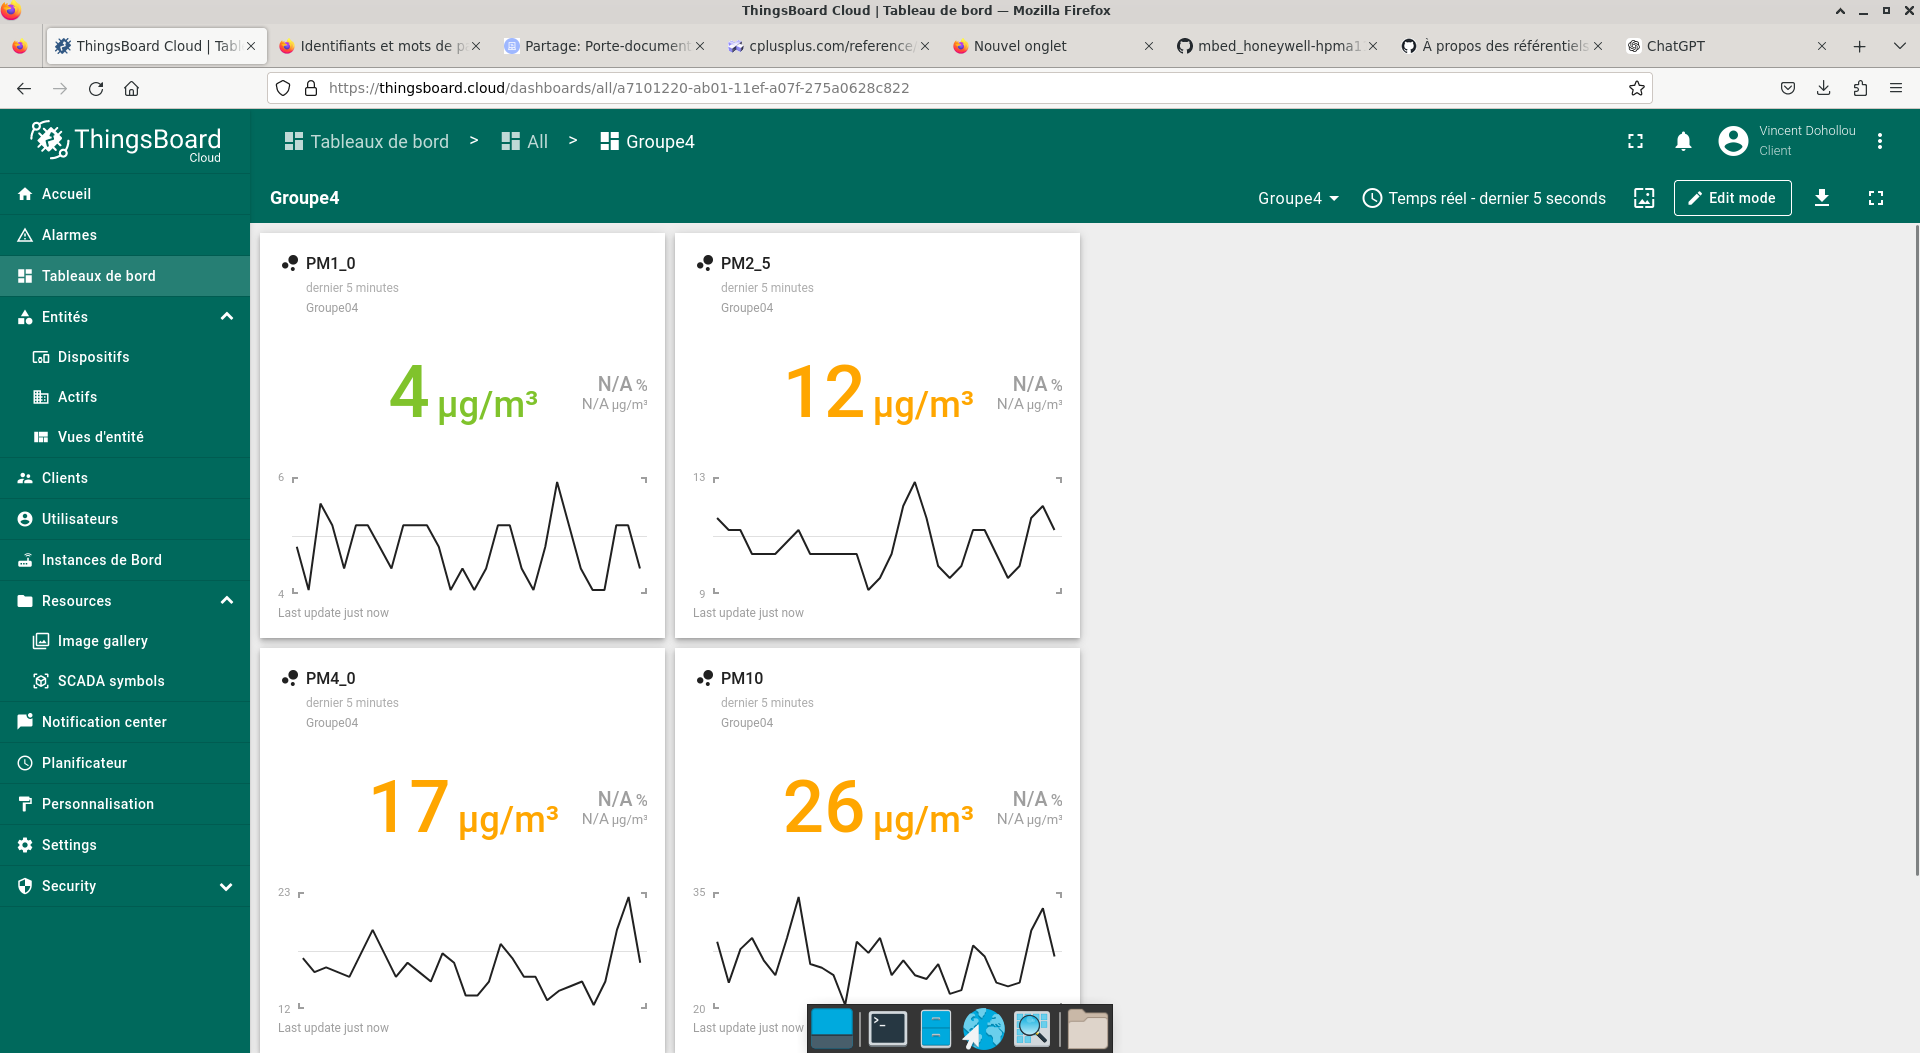 ThingsBoard Cloud | Tableau de bord — Mozilla Firefox
ThingsBoard Cloud | Tabl
Identifiants et mots de p
Partage: Porte-document
cplusplus.com/reference/
Nouvel onglet
mbed_honeywell-hpma1
À propos des référentiels
ChatGPT
https://thingsboard.cloud/dashboards/all/a7101220-ab01-11ef-a07f-275a0628c822
ThingsBoard
Cloud
Tableaux de bord > All > Groupe4
Vincent Dohollou
Client
Groupe4
Groupe4
Temps réel - dernier 5 seconds
Edit mode
Accueil
Alarmes
Tableaux de bord
Entités
Dispositifs
Actifs
Vues d'entité
Clients
Utilisateurs
Instances de Bord
Resources
Image gallery
SCADA symbols
Notification center
Planificateur
Personnalisation
Settings
Security
PM1_0
dernier 5 minutes
Groupe04
4 µg/m³
N/A %
N/A µg/m³
6
4
Last update just now
PM2_5
dernier 5 minutes
Groupe04
12 µg/m³
N/A %
N/A µg/m³
13
9
Last update just now
PM4_0
dernier 5 minutes
Groupe04
17 µg/m³
N/A %
N/A µg/m³
23
12
Last update just now
PM10
dernier 5 minutes
Groupe04
26 µg/m³
N/A %
N/A µg/m³
35
20
Last update just now